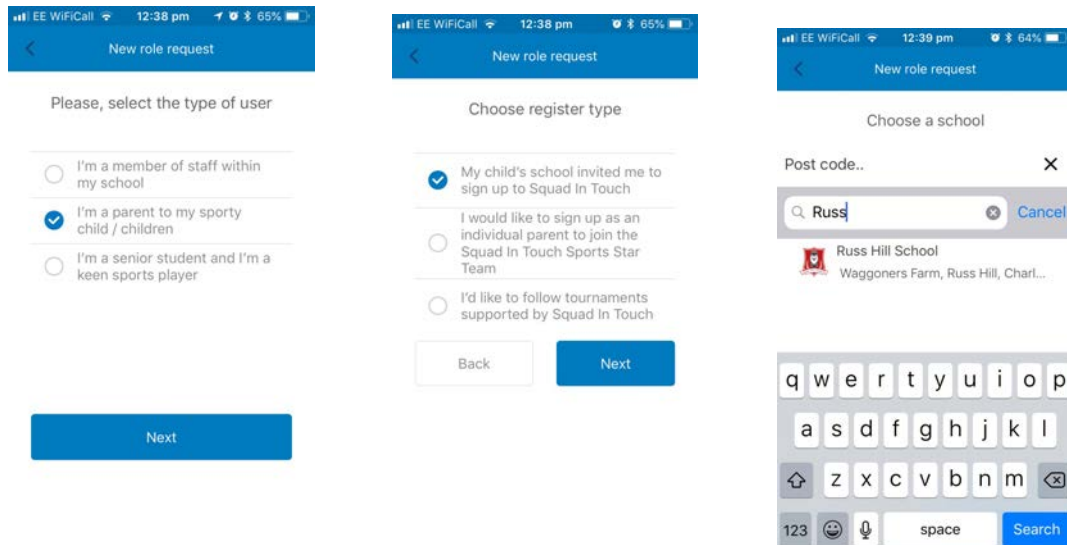 EE WiFiCall 12:38 pm 65%
New role request
Please, select the type of user
I'm a member of staff within
my school
I'm a parent to my sporty
child / children
I'm a senior student and I'm a
keen sports player
Next
EE WiFiCall 12:38 pm 65%
New role request
Choose register type
My child's school invited me to
sign up to Squad In Touch
I would like to sign up as an
individual parent to join the
Squad In Touch Sports Star
Team
I'd like to follow tournaments
supported by Squad In Touch
Back Next
EE WiFiCall 12:39 pm 64%
New role request
Choose a school
Post code..
Russ Cancel
Russ Hill School
Waggoners Farm, Russ Hill, Charl...
q w e r t y u i o p
a s d f g h j k l
z x c v b n m
123 space Search